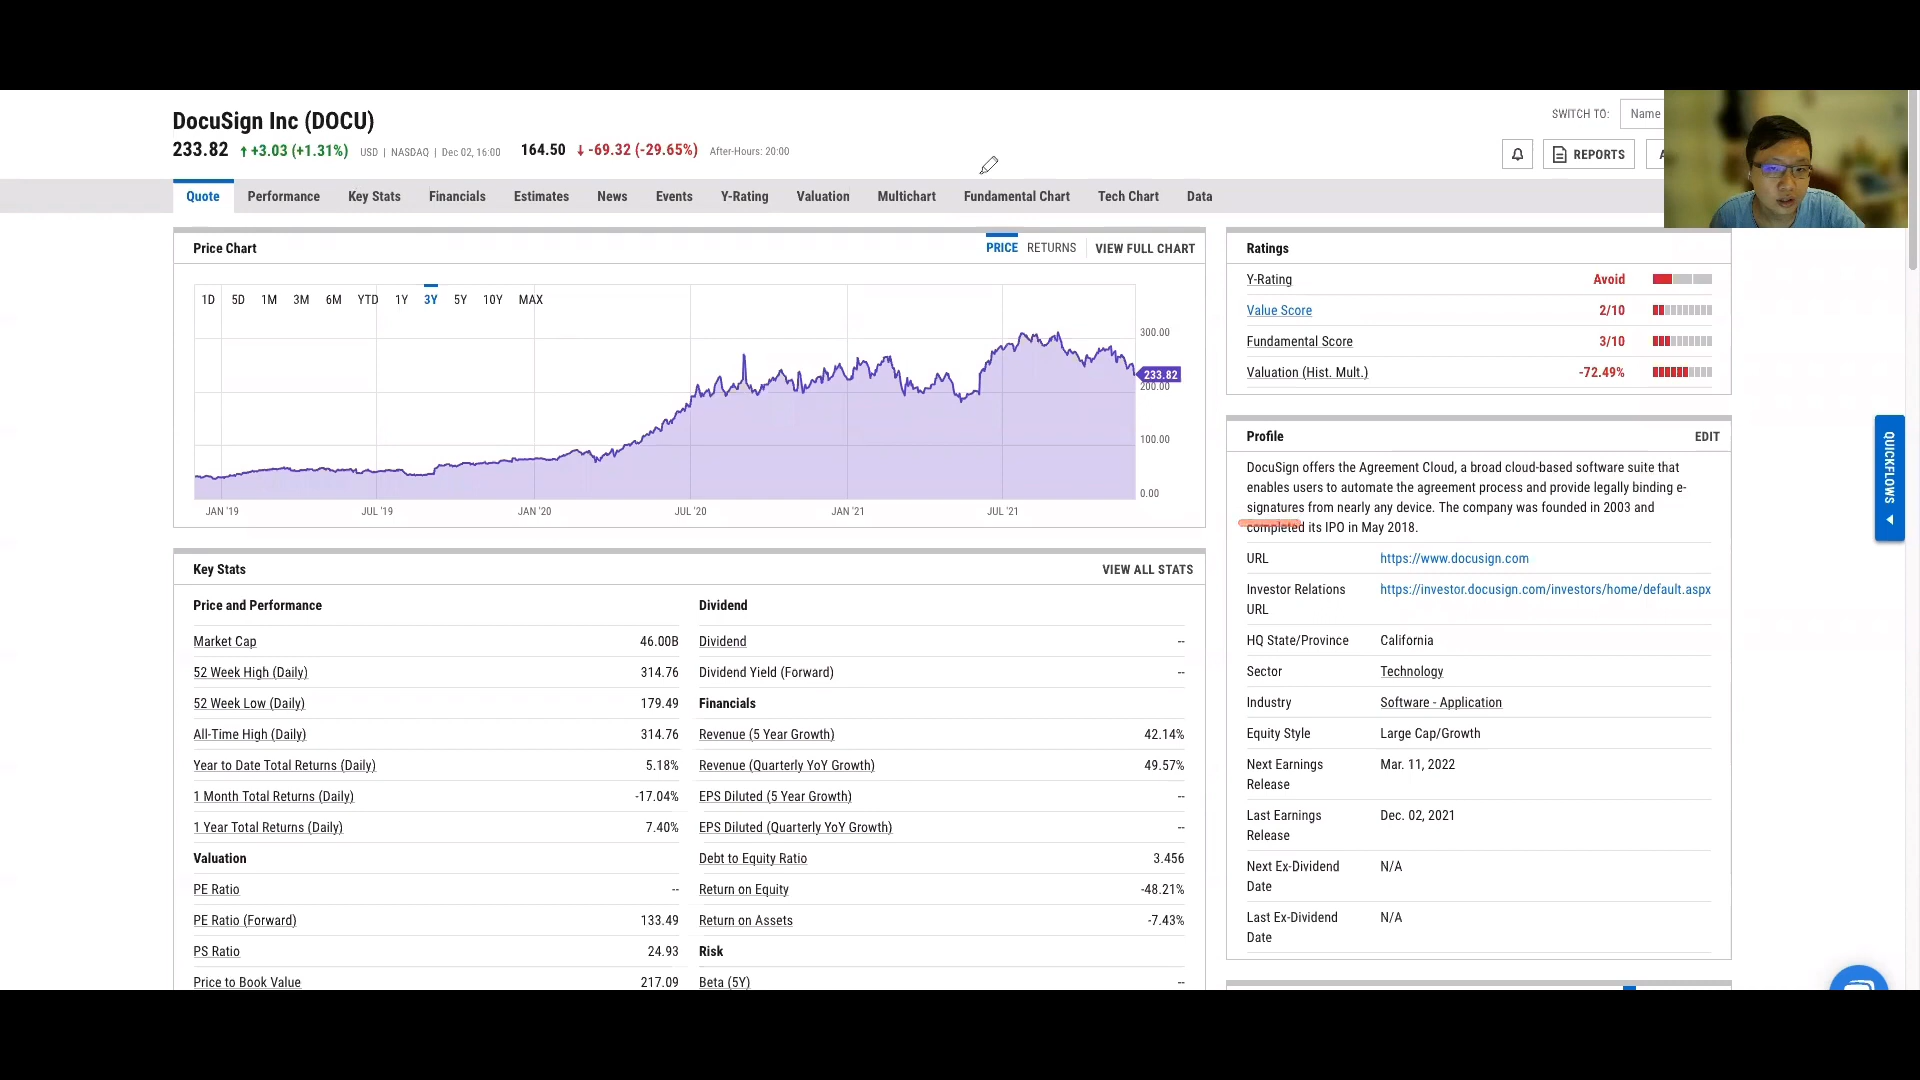 DocuSign Inc (DOCU)
SWITCH TO: Name
233.82 +3.03 (+1.31%) USD | NASDAQ | Dec 02, 16:00 164.50 -69.32 (-29.65%) After-Hours: 20:00
REPORTS
Quote Performance Key Stats Financials Estimates News Events Y-Rating Valuation Multichart Fundamental Chart Tech Chart Data
Price Chart PRICE RETURNS VIEW FULL CHART
1D 5D 1M 3M 6M YTD 1Y 3Y 5Y 10Y MAX
300.00
233.82
200.00
100.00
0.00
JAN '19 JUL '19 JAN '20 JUL '20 JAN '21 JUL '21
Key Stats VIEW ALL STATS
Price and Performance
Market Cap 46.00B
52 Week High (Daily) 314.76
52 Week Low (Daily) 179.49
All-Time High (Daily) 314.76
Year to Date Total Returns (Daily) 5.18%
1 Month Total Returns (Daily) -17.04%
1 Year Total Returns (Daily) 7.40%
Valuation
PE Ratio --
PE Ratio (Forward) 133.49
PS Ratio 24.93
Price to Book Value 217.09
Dividend
Dividend --
Dividend Yield (Forward) --
Financials
Revenue (5 Year Growth) 42.14%
Revenue (Quarterly YoY Growth) 49.57%
EPS Diluted (5 Year Growth) --
EPS Diluted (Quarterly YoY Growth) --
Debt to Equity Ratio 3.456
Return on Equity -48.21%
Return on Assets -7.43%
Risk
Beta (5Y) --
Ratings
Y-Rating Avoid
Value Score 2/10
Fundamental Score 3/10
Valuation (Hist. Mult.) -72.49%
Profile EDIT
DocuSign offers the Agreement Cloud, a broad cloud-based software suite that
enables users to automate the agreement process and provide legally binding e-
signatures from nearly any device. The company was founded in 2003 and
completed its IPO in May 2018.
URL https://www.docusign.com
Investor Relations https://investor.docusign.com/investors/home/default.aspx
URL
HQ State/Province California
Sector Technology
Industry Software - Application
Equity Style Large Cap/Growth
Next Earnings Mar. 11, 2022
Release
Last Earnings Dec. 02, 2021
Release
Next Ex-Dividend N/A
Date
Last Ex-Dividend N/A
Date
QUICKFLOWS